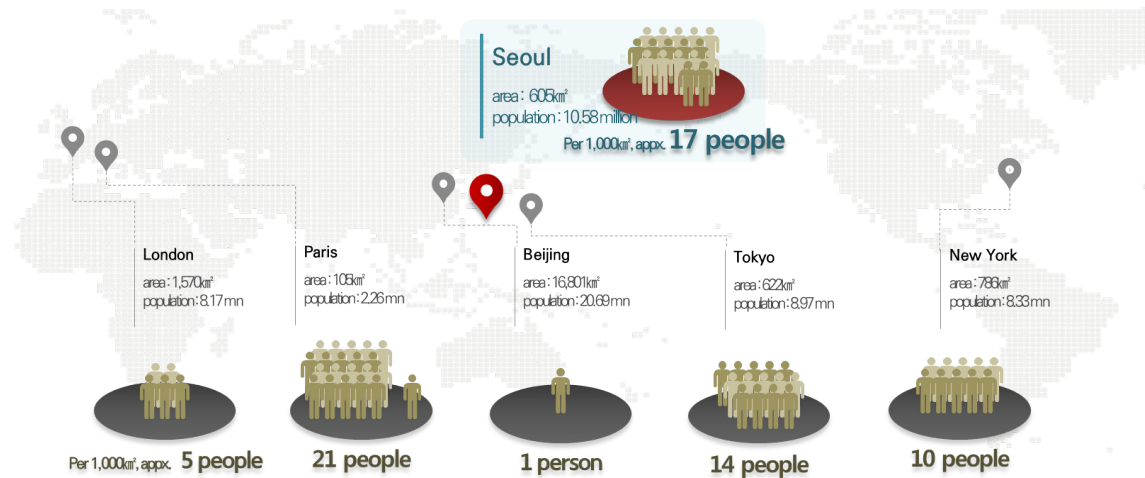 Seoul
area : 605㎢
population : 10.58 million
Per 1,000㎢, appx. 17 people
London
area : 1,570㎢
population : 8.17 mn
Per 1,000㎢, appx. 5 people
Paris
area : 105㎢
population : 2.26 mn
21 people
Beijing
area : 16,801㎢
population : 20.69 mn
1 person
Tokyo
area : 622㎢
population : 8.97 mn
14 people
New York
area : 786㎢
population : 8.33 mn
10 people